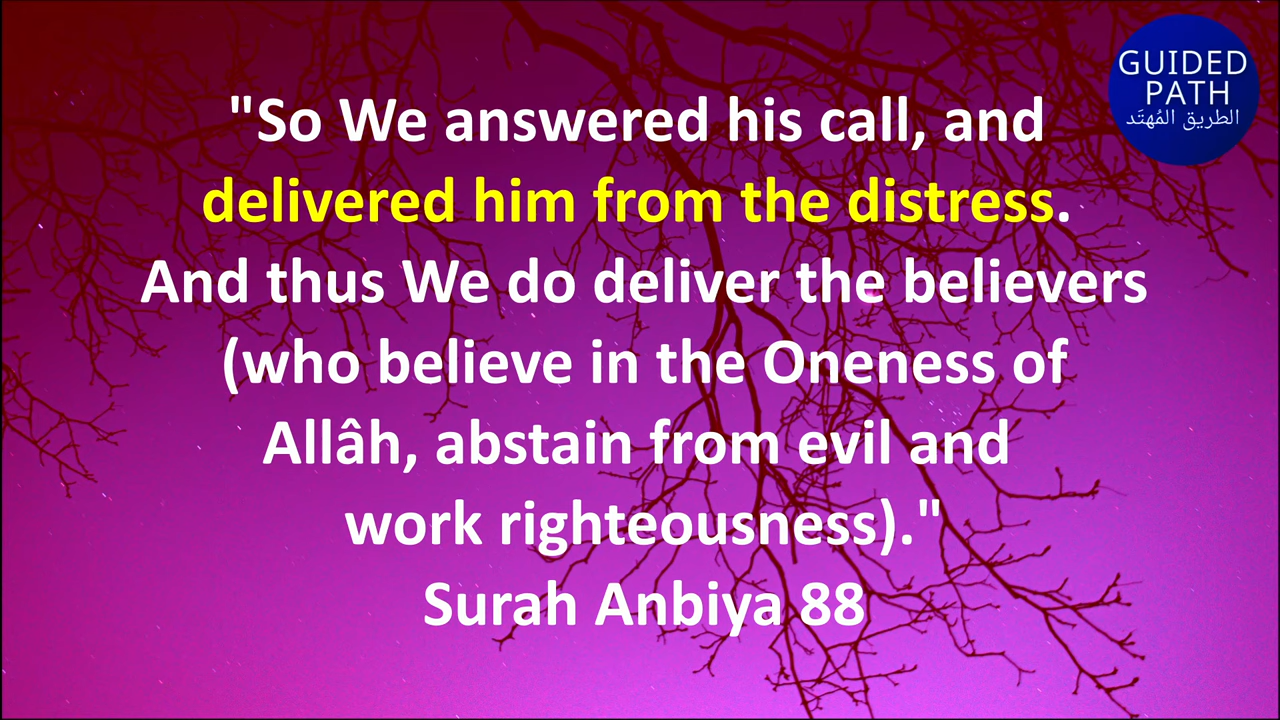 GUIDED
PATH
الطريق المُهتَد
"So We answered his call, and
delivered him from the distress.
And thus We do deliver the believers
(who believe in the Oneness of
Allâh, abstain from evil and
work righteousness)."
Surah Anbiya 88